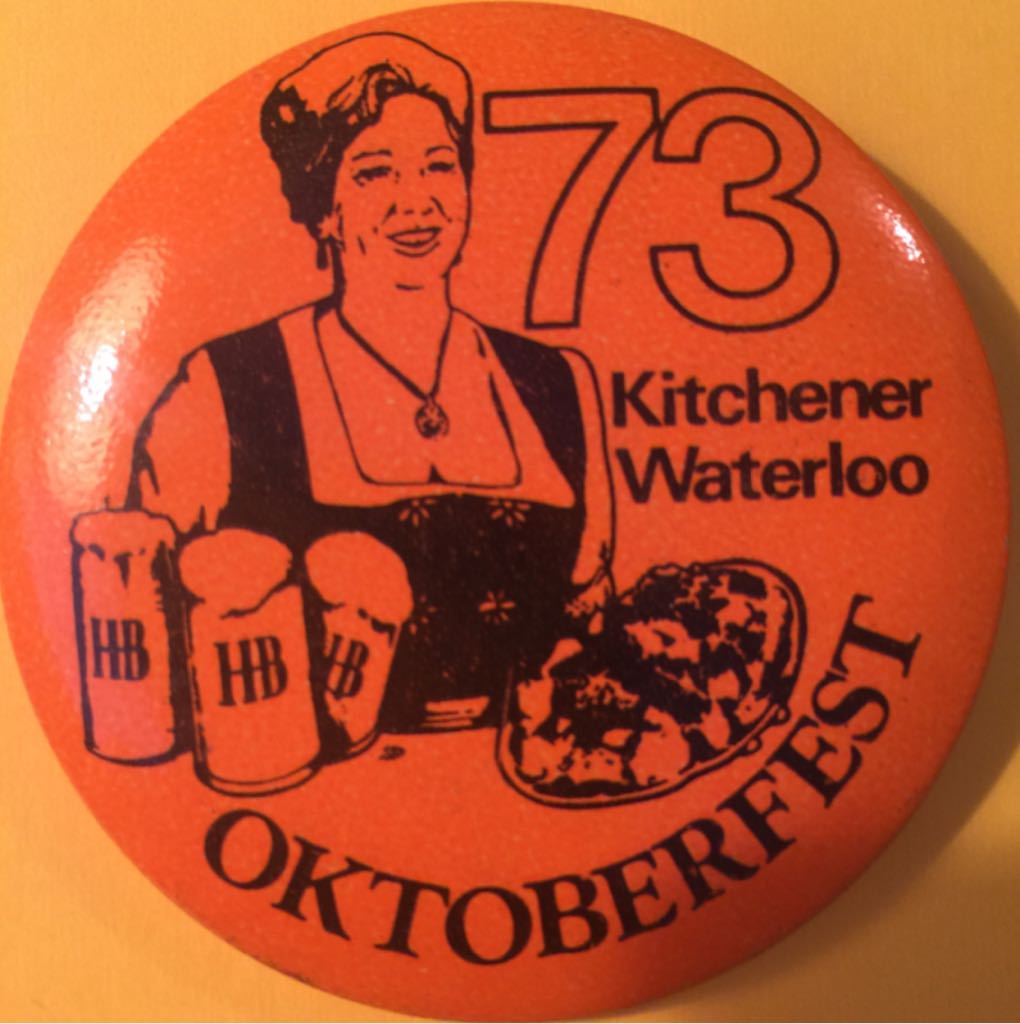 73
Kitchener
Waterloo
HB
HB
HB
OKTOBERFEST